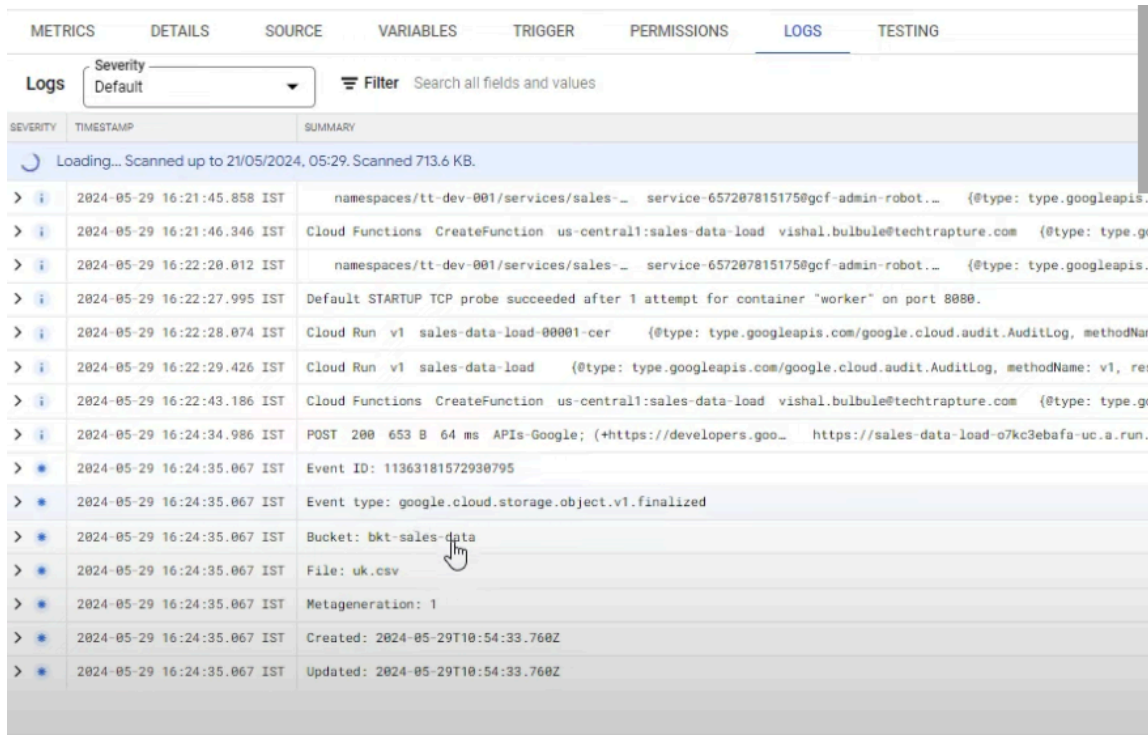 METRICS DETAILS SOURCE VARIABLES TRIGGER PERMISSIONS LOGS TESTING
Severity
Logs Default Filter Search all fields and values
SEVERITY TIMESTAMP SUMMARY
Loading... Scanned up to 21/05/2024, 05:29. Scanned 713.6 KB.
2024-05-29 16:21:45.858 IST namespaces/tt-dev-001/services/sales-… service-657207815175@gcf-admin-robot.… {@type: type.googleapis.
2024-05-29 16:21:46.346 IST Cloud Functions CreateFunction us-central1:sales-data-load vishal.bulbule@techtrapture.com {@type: type.go
2024-05-29 16:22:20.012 IST namespaces/tt-dev-001/services/sales-… service-657207815175@gcf-admin-robot.… {@type: type.googleapis.
2024-05-29 16:22:27.995 IST Default STARTUP TCP probe succeeded after 1 attempt for container "worker" on port 8080.
2024-05-29 16:22:28.074 IST Cloud Run v1 sales-data-load-00001-cer {@type: type.googleapis.com/google.cloud.audit.AuditLog, methodNa
2024-05-29 16:22:29.426 IST Cloud Run v1 sales-data-load {@type: type.googleapis.com/google.cloud.audit.AuditLog, methodName: v1, res
2024-05-29 16:22:43.186 IST Cloud Functions CreateFunction us-central1:sales-data-load vishal.bulbule@techtrapture.com {@type: type.go
2024-05-29 16:24:34.986 IST POST 200 653 B 64 ms APIs-Google; (+https://developers.goo… https://sales-data-load-o7kc3ebafa-uc.a.run.
2024-05-29 16:24:35.067 IST Event ID: 11363181572930795
2024-05-29 16:24:35.067 IST Event type: google.cloud.storage.object.v1.finalized
2024-05-29 16:24:35.067 IST Bucket: bkt-sales-data
2024-05-29 16:24:35.067 IST File: uk.csv
2024-05-29 16:24:35.067 IST Metageneration: 1
2024-05-29 16:24:35.067 IST Created: 2024-05-29T10:54:33.760Z
2024-05-29 16:24:35.067 IST Updated: 2024-05-29T10:54:33.760Z